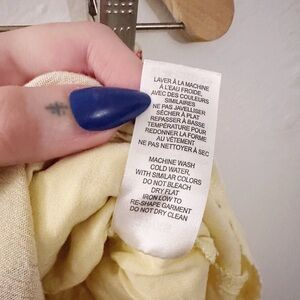 LAVER À LA MACHINE
À L'EAU FROIDE,
AVEC DES COULEURS
SIMILAIRES
NE PAS JAVELLISER
SÉCHER À PLAT
REPASSER À BASSE
TEMPÉRATURE POUR
REDONNER LA FORME
AU VÊTEMENT
NE PAS NETTOYER À SEC
MACHINE WASH
COLD WATER,
WITH SIMILAR COLORS
DO NOT BLEACH
DRY FLAT
IRON LOW TO
RE-SHAPE GARMENT
DO NOT DRY CLEAN